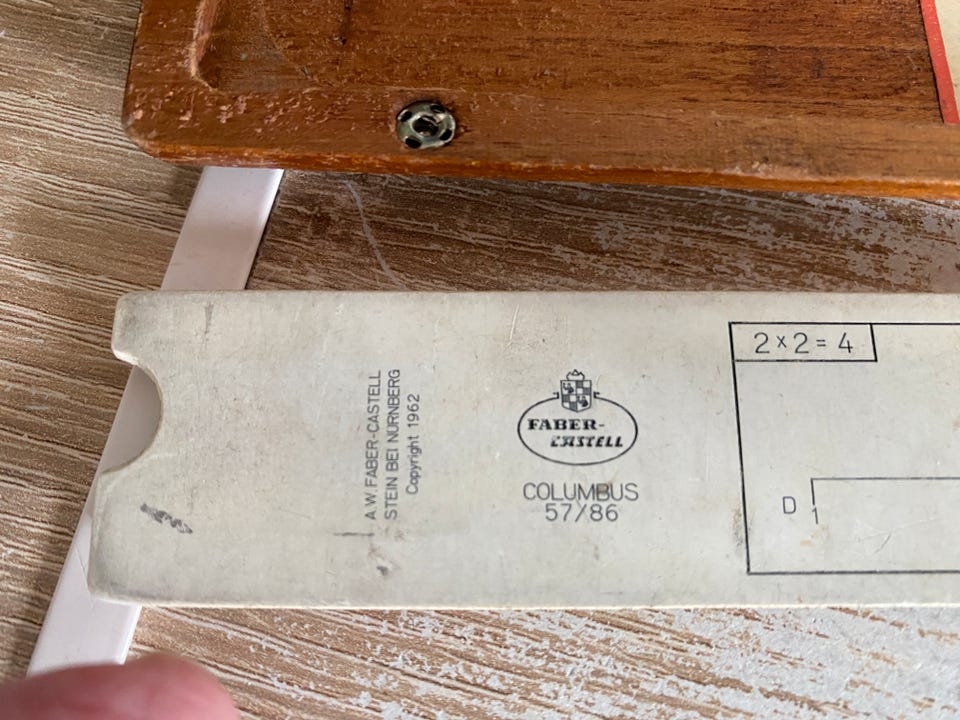 A.W. FABER-CASTELL
STEIN BEI NÜRNBERG
Copyright 1962
FABER-
CASTELL
COLUMBUS
57/86
2 x 2 = 4
D 1